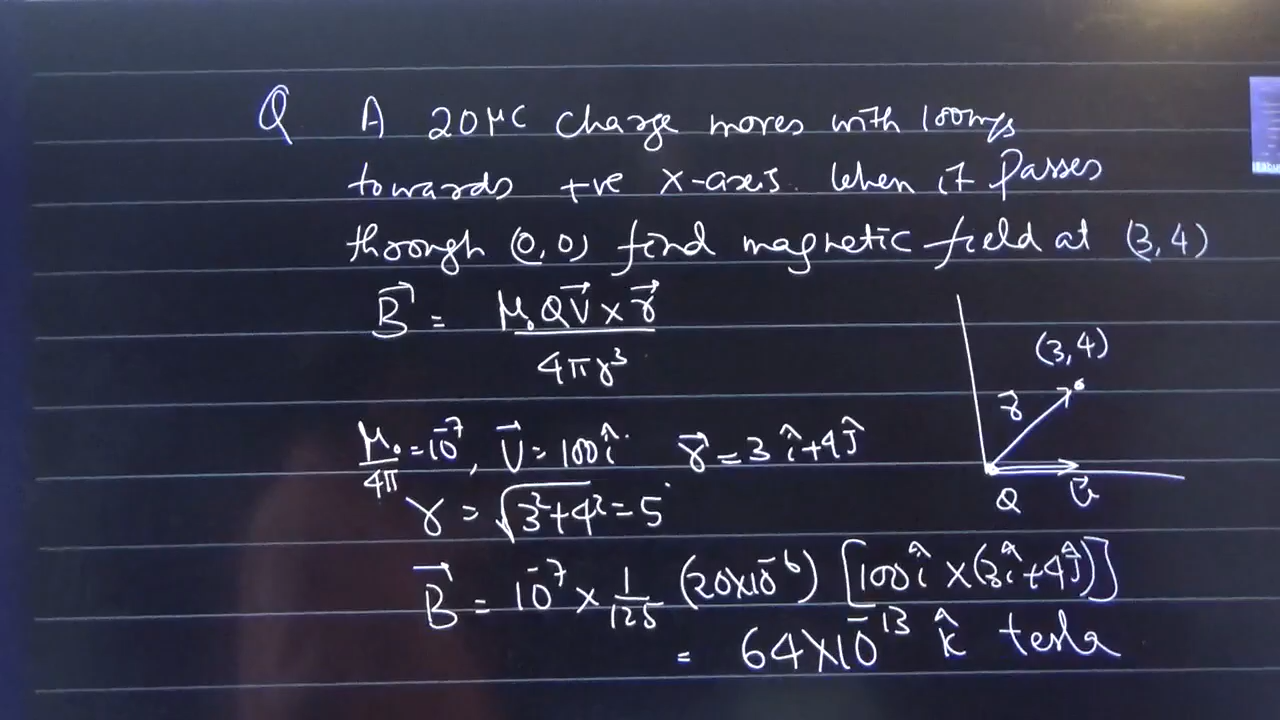 Q A 20μC charge moves with 100m/s
towards +ve x-axis. When it passes
through (0,0) find magnetic field at (3,4)
B⃗ = μ₀QV⃗ × r⃗ / 4πr³
(3,4)
r⃗
μ₀/4π = 10⁻⁷, V⃗ = 100î r⃗ = 3î+4ĵ
Q V⃗
r = √3²+4² = 5
B⃗ = 10⁻⁷ × 1/125 (20×10⁻⁶) [100î × (3î+4ĵ)]
= 64×10⁻¹³ k̂ tesla